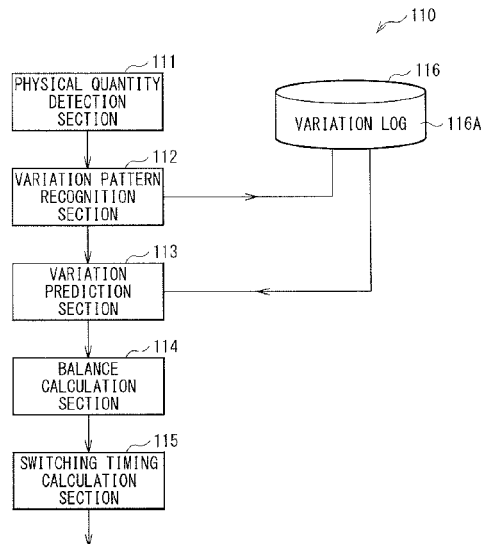 110
111
PHYSICAL QUANTITY
DETECTION
SECTION
116
VARIATION LOG
116A
112
VARIATION PATTERN
RECOGNITION
SECTION
113
VARIATION
PREDICTION
SECTION
114
BALANCE
CALCULATION
SECTION
115
SWITCHING TIMING
CALCULATION
SECTION